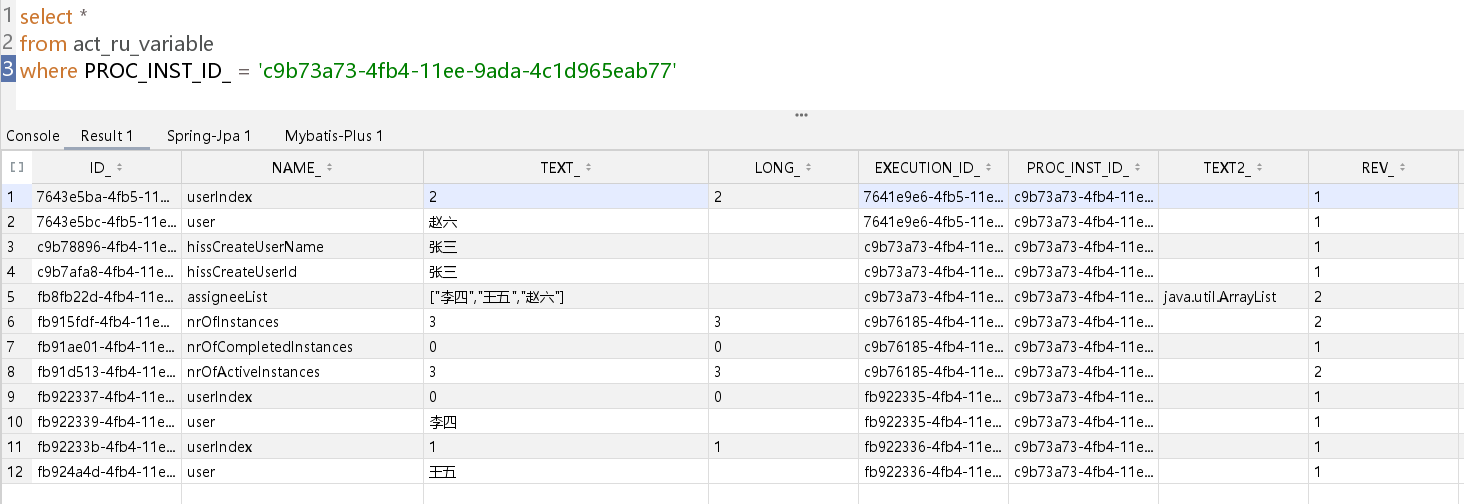 1 select *
2 from act_ru_variable
3 where PROC_INST_ID_ = 'c9b73a73-4fb4-11ee-9ada-4c1d965eab77'
Console Result 1 Spring-Jpa 1 Mybatis-Plus 1
ID_ NAME_ TEXT_ LONG_ EXECUTION_ID_ PROC_INST_ID_ TEXT2_ REV_
1 7643e5ba-4fb5-11... userIndex 2 2 7641e9e6-4fb5-11e... c9b73a73-4fb4-11e... 1
2 7643e5bc-4fb5-11... user 赵六 7641e9e6-4fb5-11e... c9b73a73-4fb4-11e... 1
3 c9b78896-4fb4-11e... hissCreateUserName 张三 c9b73a73-4fb4-11e... c9b73a73-4fb4-11e... 1
4 c9b7afa8-4fb4-11e... hissCreateUserId 张三 c9b73a73-4fb4-11e... c9b73a73-4fb4-11e... 1
5 fb8fb22d-4fb4-11e... assigneeList ["李四","王五","赵六"] c9b73a73-4fb4-11e... c9b73a73-4fb4-11e... java.util.ArrayList 2
6 fb915fdf-4fb4-11e... nrOfInstances 3 3 c9b76185-4fb4-11e... c9b73a73-4fb4-11e... 2
7 fb91ae01-4fb4-11e... nrOfCompletedInstances 0 0 c9b76185-4fb4-11e... c9b73a73-4fb4-11e... 1
8 fb91d513-4fb4-11e... nrOfActiveInstances 3 3 c9b76185-4fb4-11e... c9b73a73-4fb4-11e... 2
9 fb922337-4fb4-11e... userIndex 0 0 fb922335-4fb4-11e... c9b73a73-4fb4-11e... 1
10 fb922339-4fb4-11e... user 李四 fb922335-4fb4-11e... c9b73a73-4fb4-11e... 1
11 fb92233b-4fb4-11e... userIndex 1 1 fb922336-4fb4-11e... c9b73a73-4fb4-11e... 1
12 fb924a4d-4fb4-11e... user 王五 fb922336-4fb4-11e... c9b73a73-4fb4-11e... 1